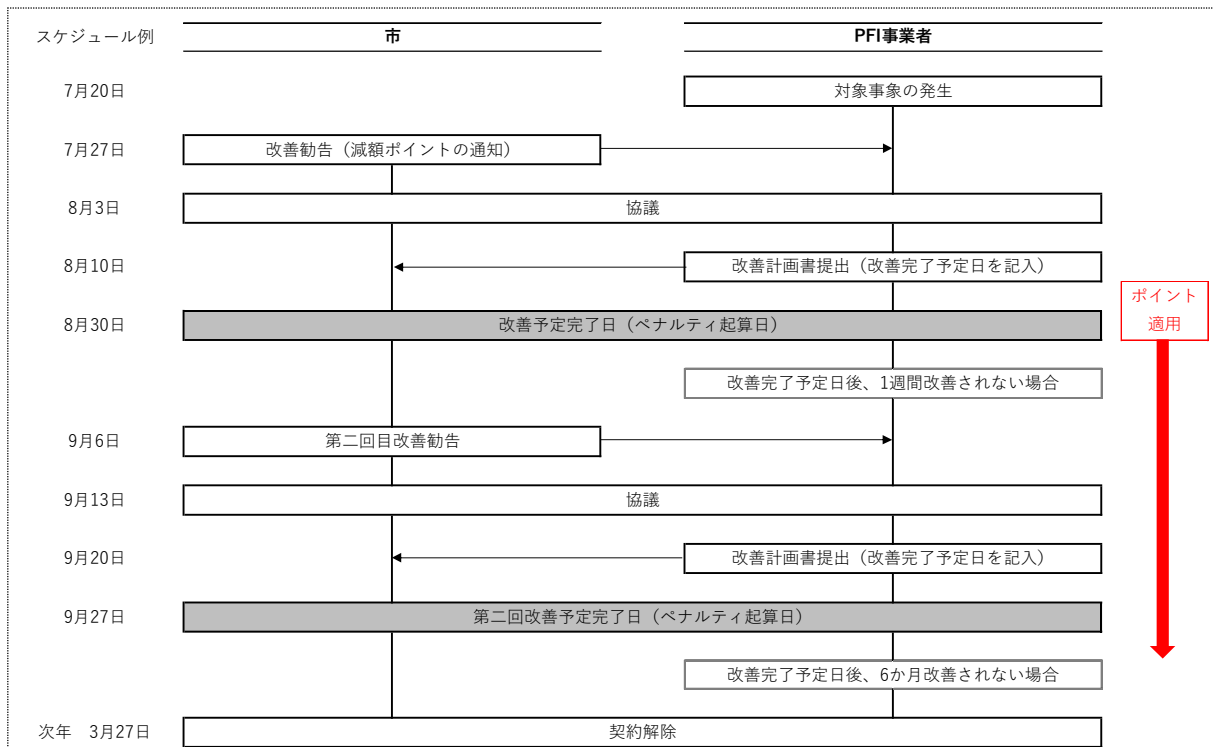 スケジュール例 市 PFI事業者
7月20日 対象事象の発生
7月27日 改善勧告（減額ポイントの通知）
8月3日 協議
8月10日 改善計画書提出（改善完了予定日を記入）
ポイント
適用
8月30日 改善予定完了日（ペナルティ起算日）
改善完了予定日後、1週間改善されない場合
9月6日 第二回目改善勧告
9月13日 協議
9月20日 改善計画書提出（改善完了予定日を記入）
9月27日 第二回改善予定完了日（ペナルティ起算日）
改善完了予定日後、6か月改善されない場合
次年　3月27日 契約解除